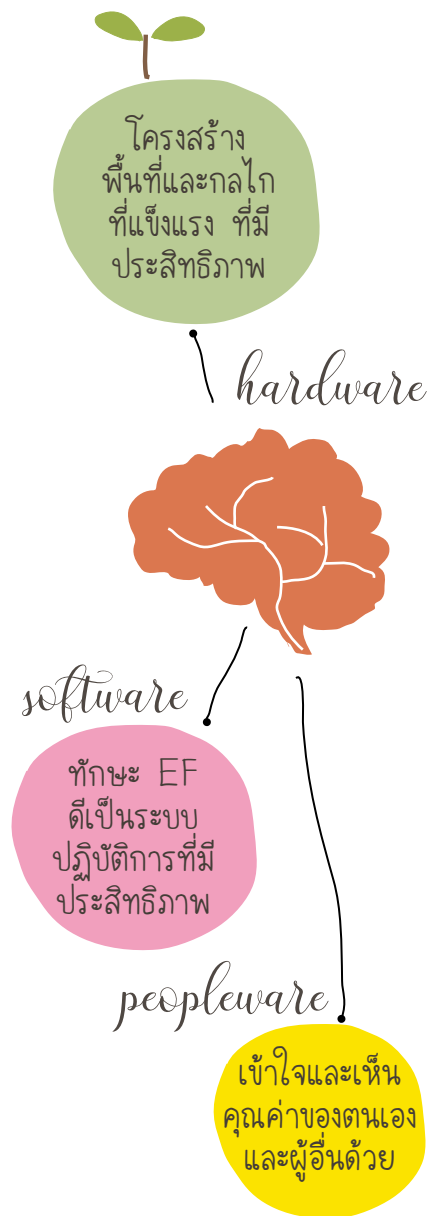 โครงสร้าง
พื้นที่และกลไก
ที่แข็งแรง ที่มี
ประสิทธิภาพ
hardware
software
ทักษะ EF
ดีเป็นระบบ
ปฏิบัติการที่มี
ประสิทธิภาพ
peopleware
เข้าใจและเห็น
คุณค่าของตนเอง
และผู้อื่นด้วย